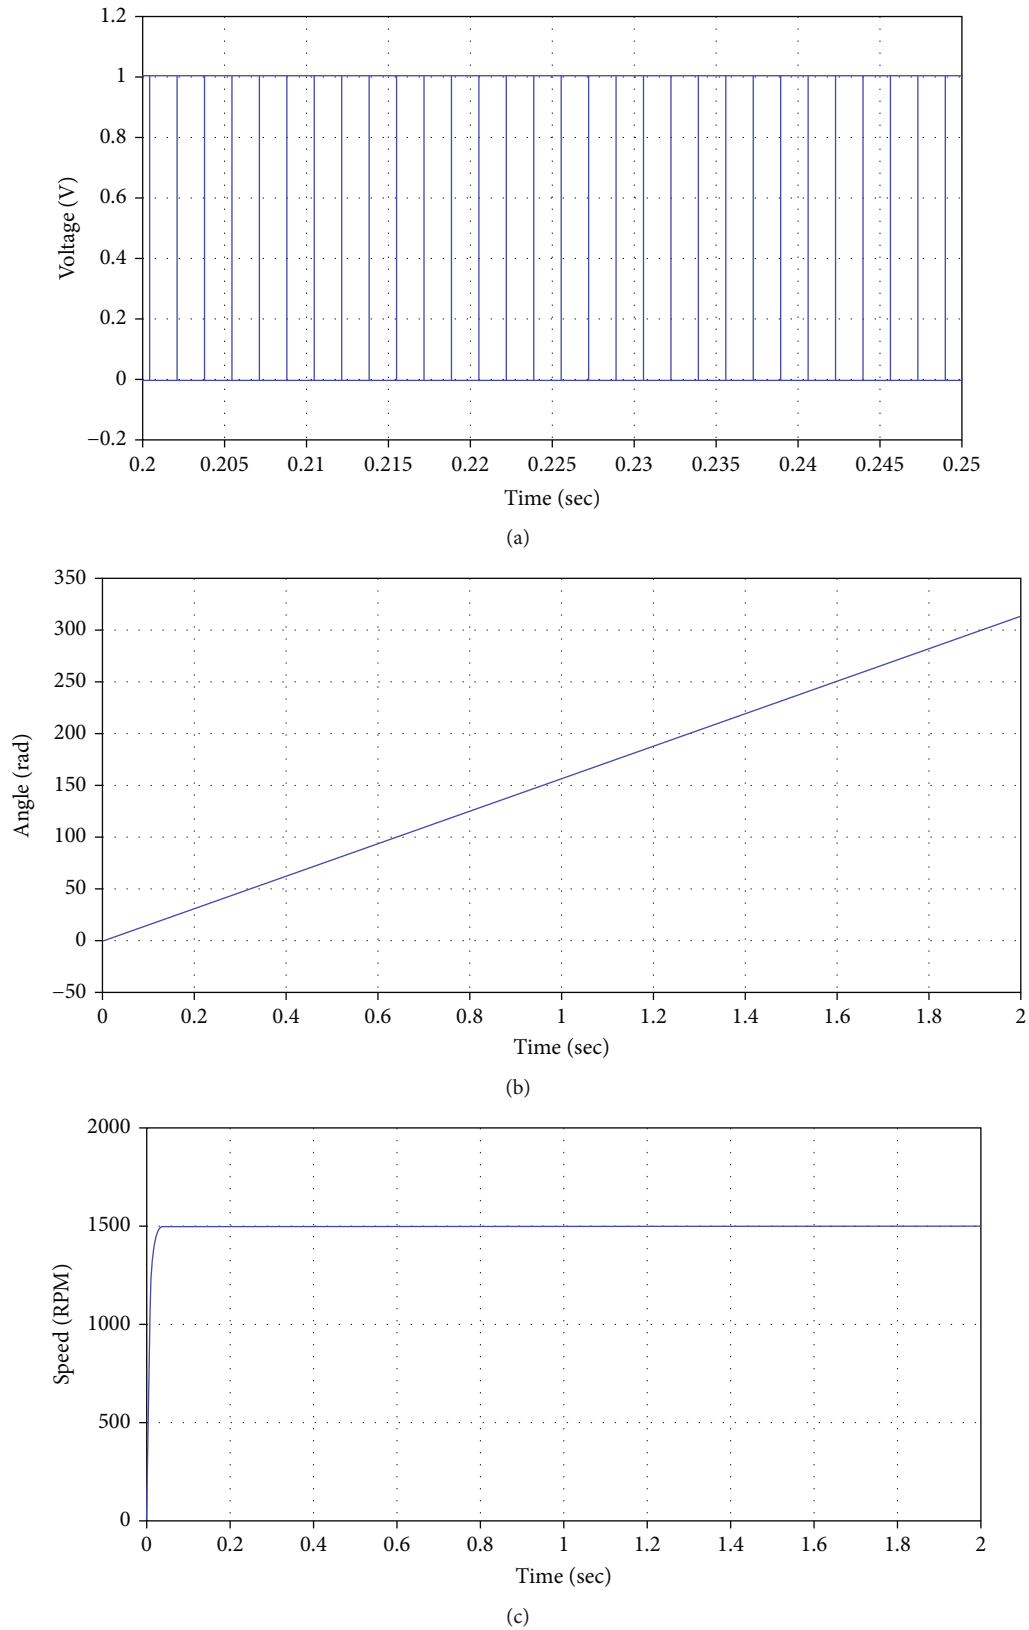 1.2
1
0.8
0.6
0.4
0.2
0
−0.2
Voltage (V)
0.2 0.205 0.21 0.215 0.22 0.225 0.23 0.235 0.24 0.245 0.25
Time (sec)
(a)
350
300
250
200
150
100
50
0
−50
Angle (rad)
0 0.2 0.4 0.6 0.8 1 1.2 1.4 1.6 1.8 2
Time (sec)
(b)
2000
1500
1000
500
0
Speed (RPM)
0 0.2 0.4 0.6 0.8 1 1.2 1.4 1.6 1.8 2
Time (sec)
(c)